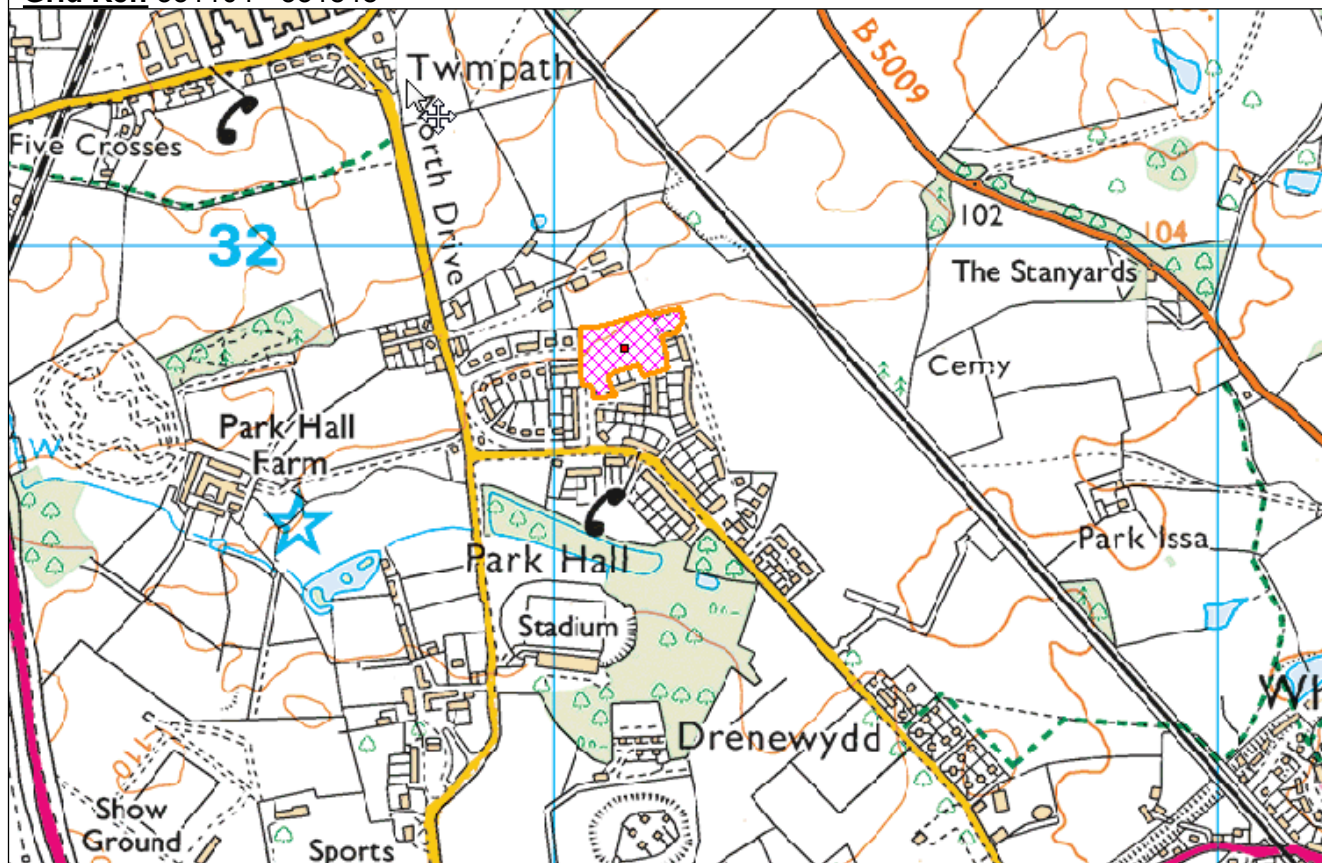 Twmpath
B 5009
Five Crosses
North Drive
32
102
104
The Stanyards
Cemy
Park Hall
Farm
W
Park Issa
Park Hall
Stadium
Drenewydd
110
Show
Ground
Sports